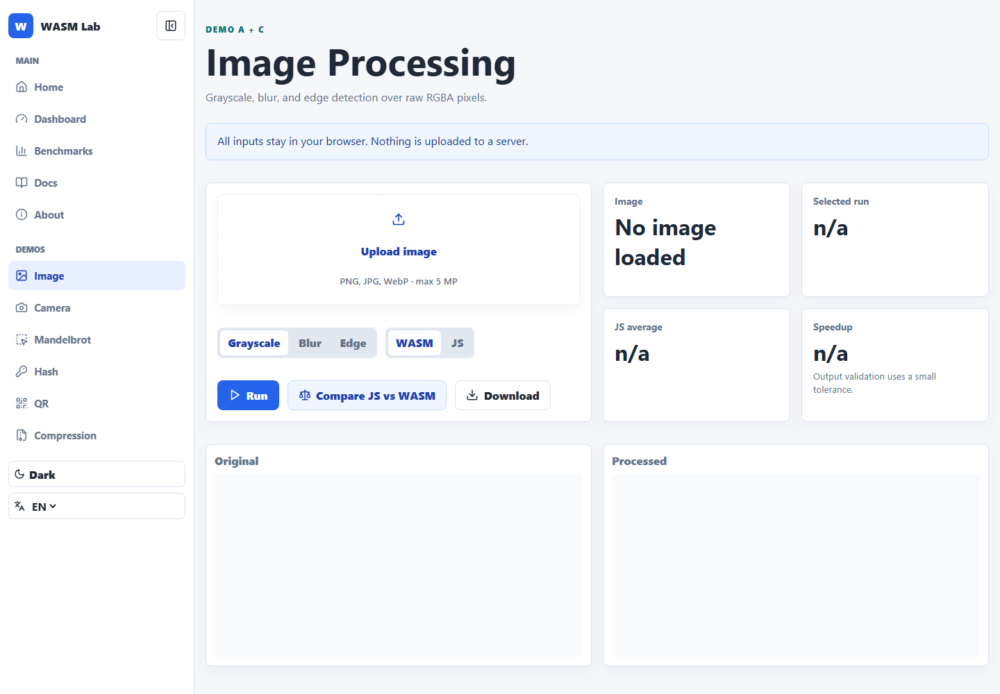 W WASM Lab
MAIN
Home
Dashboard
Benchmarks
Docs
About
DEMOS
Image
Camera
Mandelbrot
Hash
QR
Compression
Dark
EN
DEMO A + C
Image Processing
Grayscale, blur, and edge detection over raw RGBA pixels.
All inputs stay in your browser. Nothing is uploaded to a server.
Upload image
PNG, JPG, WebP · max 5 MP
Grayscale Blur Edge WASM JS
Run Compare JS vs WASM Download
Image
No image
loaded
Selected run
n/a
JS average
n/a
Speedup
n/a
Output validation uses a small
tolerance.
Original
Processed